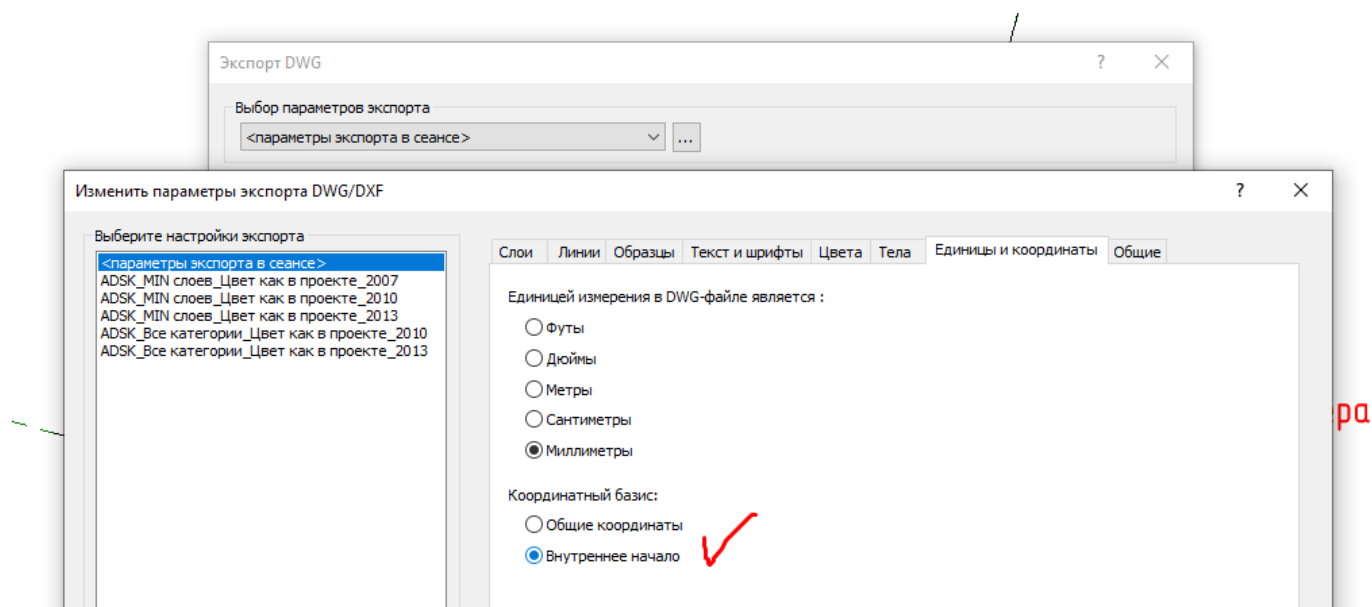 Экспорт DWG
?
Выбор параметров экспорта
<параметры экспорта в сеансе>
...
Изменить параметры экспорта DWG/DXF
?
Выберите настройки экспорта
<параметры экспорта в сеансе>
ADSK_MIN слоев_Цвет как в проекте_2007
ADSK_MIN слоев_Цвет как в проекте_2010
ADSK_MIN слоев_Цвет как в проекте_2013
ADSK_Все категории_Цвет как в проекте_2010
ADSK_Все категории_Цвет как в проекте_2013
Слои Линии Образцы Текст и шрифты Цвета Тела Единицы и координаты Общие
Единицей измерения в DWG-файле является :
Футы
Дюймы
Метры
Сантиметры
Миллиметры
Координатный базис:
Общие координаты
Внутреннее начало
ра